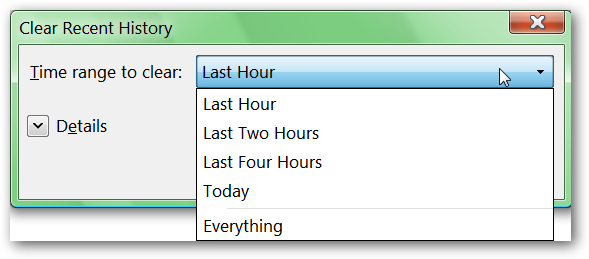 Clear Recent History
Time range to clear: Last Hour
Last Hour
Details
Last Two Hours
Last Four Hours
Today
Everything